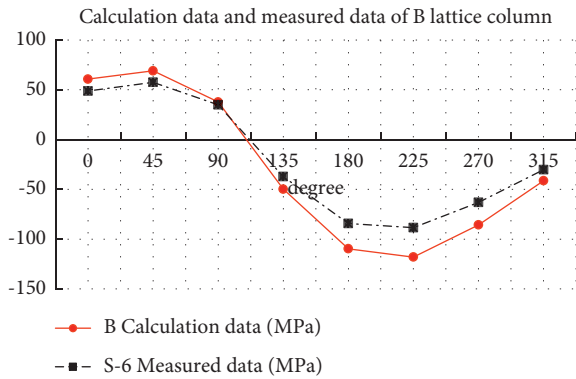 Calculation data and measured data of B lattice column
100
50
0
0 45 90 135 180 225 270 315
degree
-50
-100
-150
B Calculation data (MPa)
S-6 Measured data (MPa)